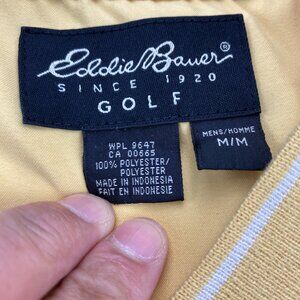 Eddie Bauer®
SINCE 1920
GOLF
WPL 9647
CA 00665
100% POLYESTER/
POLYESTER
MADE IN INDONESIA
FAIT EN INDONESIE
MENS/HOMME
M/M